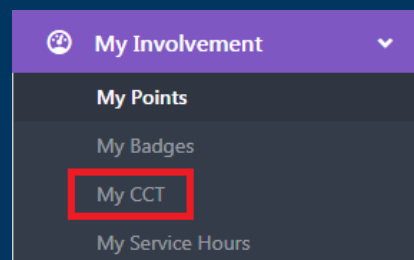 My Involvement
My Points
My Badges
My CCT
My Service Hours